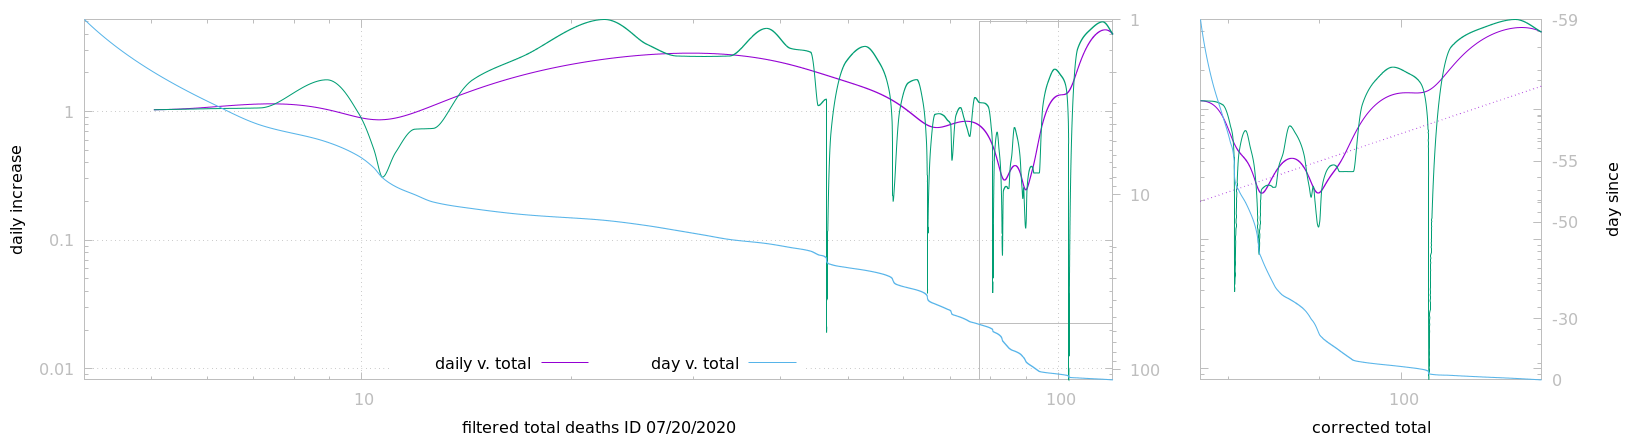 daily increase
1
0.1
0.01
10
100
1
10
100
daily v. total
day v. total
filtered total deaths ID 07/20/2020
100
-59
-55
-50
-30
0
day since
corrected total